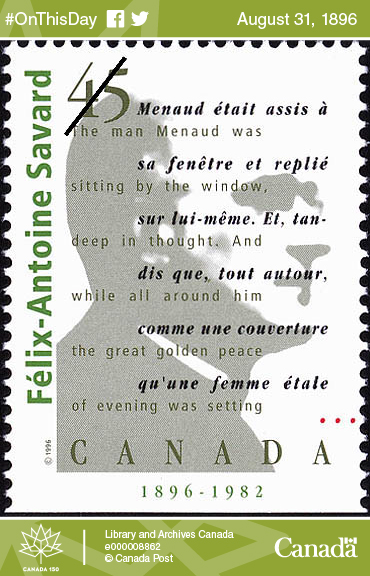 #OnThisDay August 31, 1896
Félix-Antoine Savard
45
Menaud était assis à
The man Menaud was
sa fenêtre et replié
sitting by the window,
sur lui-même. Et, tan-
deep in thought. And
dis que, tout autour,
while all around him
comme une couverture
the great golden peace
qu'une femme étale
of evening was setting
...
© 1996
CANADA
1896-1982
CANADA 150
Library and Archives Canada
e000008862
© Canada Post
Canada